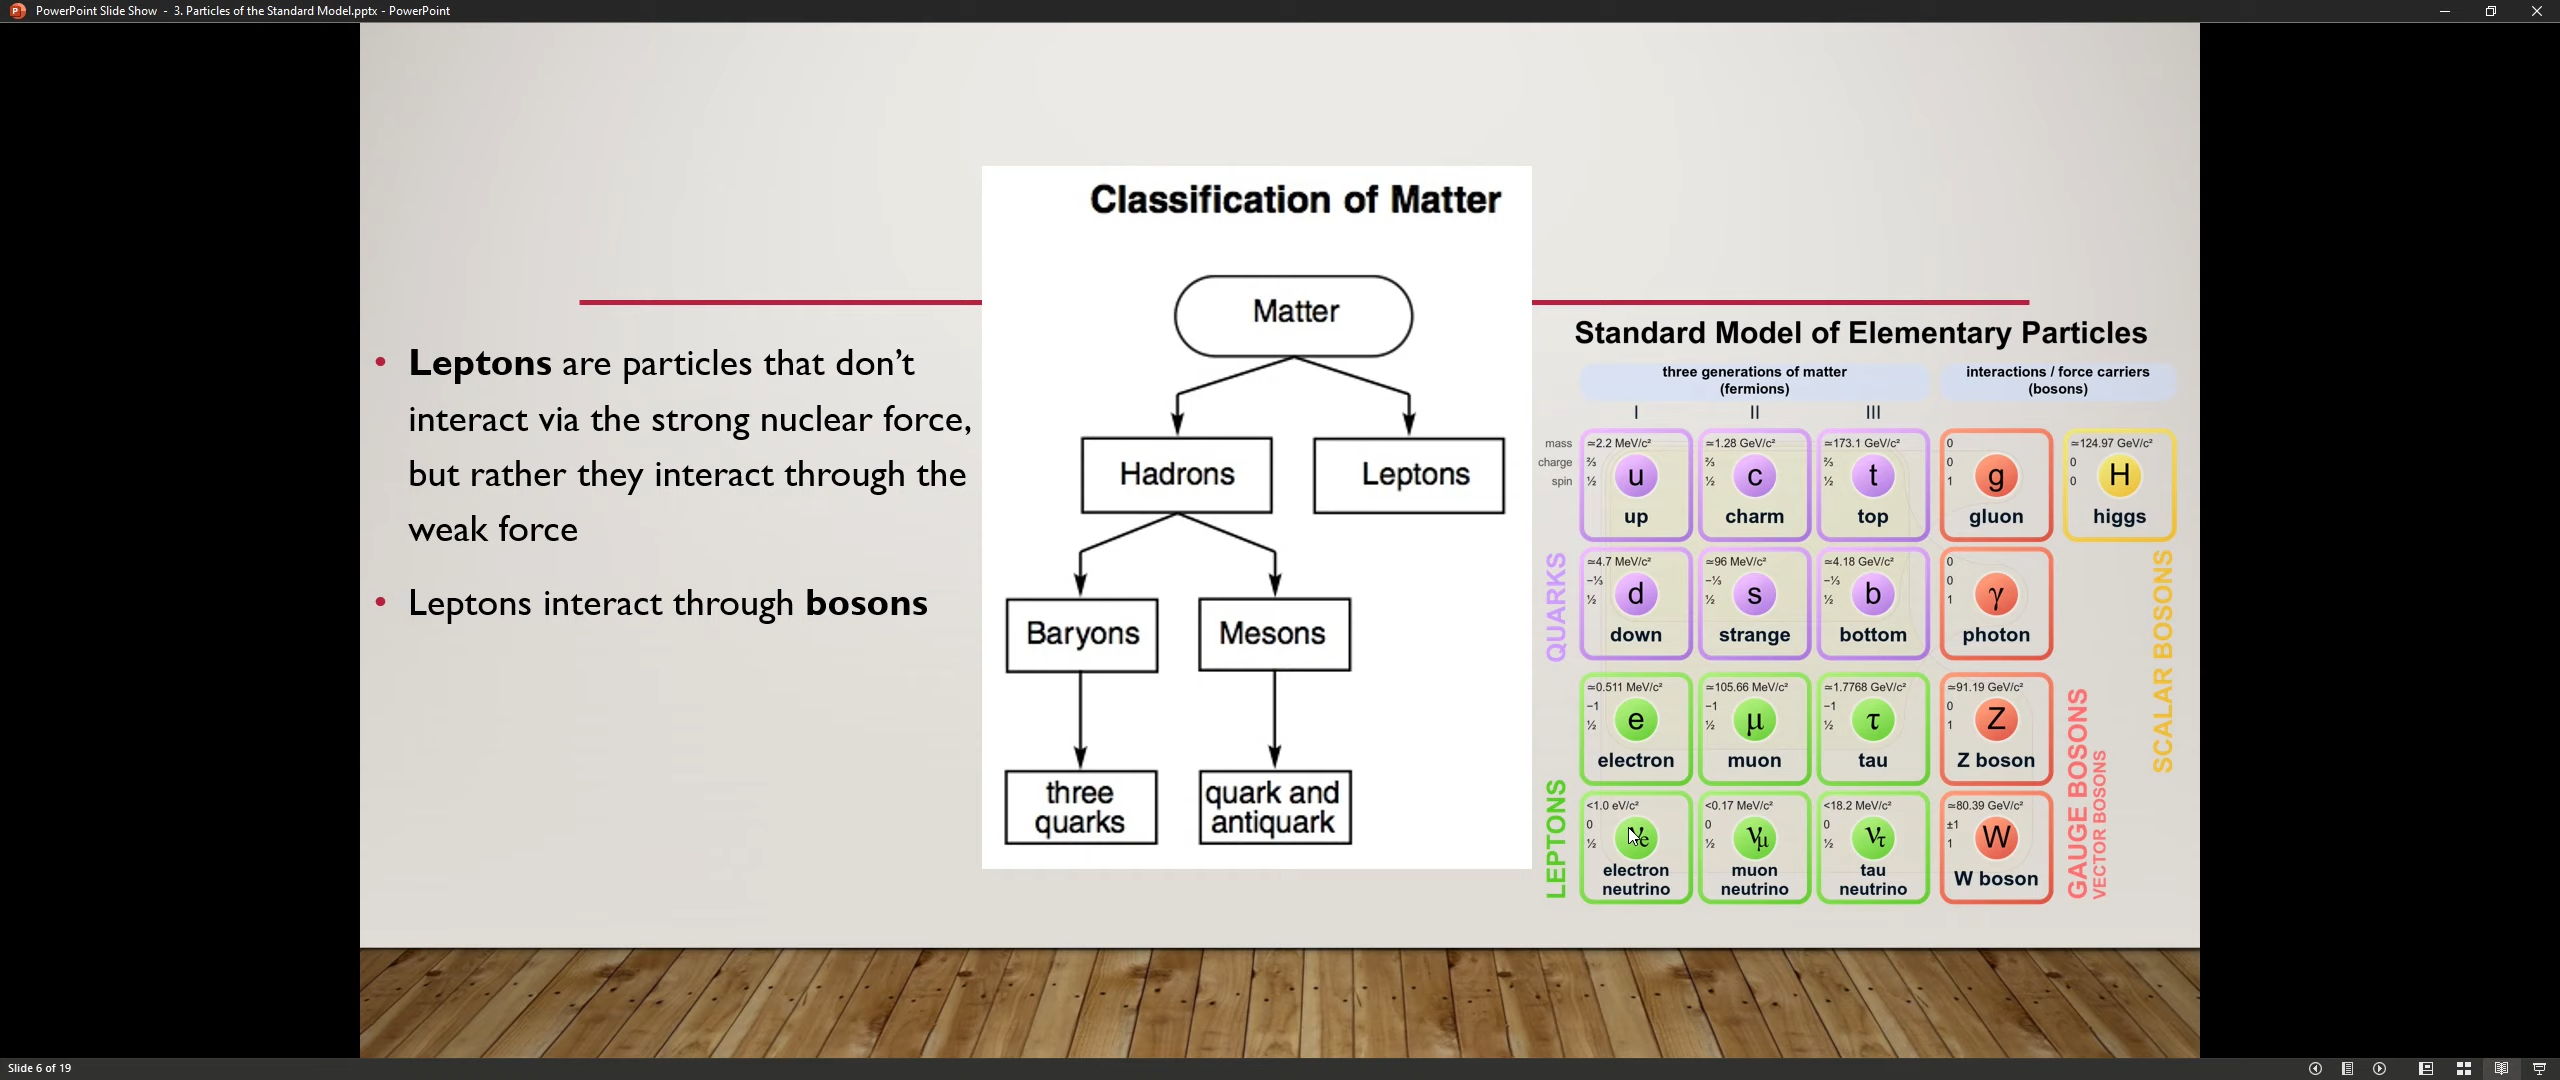 PowerPoint Slide Show - 3. Particles of the Standard Model.pptx - PowerPoint
• Leptons are particles that don’t
interact via the strong nuclear force,
but rather they interact through the
weak force
• Leptons interact through bosons
Classification of Matter
Matter
Hadrons
Leptons
Baryons
Mesons
three
quarks
quark and
antiquark
Standard Model of Elementary Particles
three generations of matter
(fermions)
interactions / force carriers
(bosons)
I II III
mass
charge
spin
≃2.2 MeV/c²
⅔
½
u
up
≃1.28 GeV/c²
⅔
½
c
charm
≃173.1 GeV/c²
⅔
½
t
top
0
0
1
g
gluon
≃124.97 GeV/c²
0
0
H
higgs
QUARKS
≃4.7 MeV/c²
−⅓
½
d
down
≃96 MeV/c²
−⅓
½
s
strange
≃4.18 GeV/c²
−⅓
½
b
bottom
0
0
1
γ
photon
SCALAR BOSONS
LEPTONS
≃0.511 MeV/c²
−1
½
e
electron
≃105.66 MeV/c²
−1
½
μ
muon
≃1.7768 GeV/c²
−1
½
τ
tau
≃91.19 GeV/c²
0
1
Z
Z boson
<1.0 eV/c²
0
½
νe
electron
neutrino
<0.17 MeV/c²
0
½
νμ
muon
neutrino
<18.2 MeV/c²
0
½
ντ
tau
neutrino
≃80.39 GeV/c²
±1
1
W
W boson
GAUGE BOSONS
VECTOR BOSONS
Slide 6 of 19